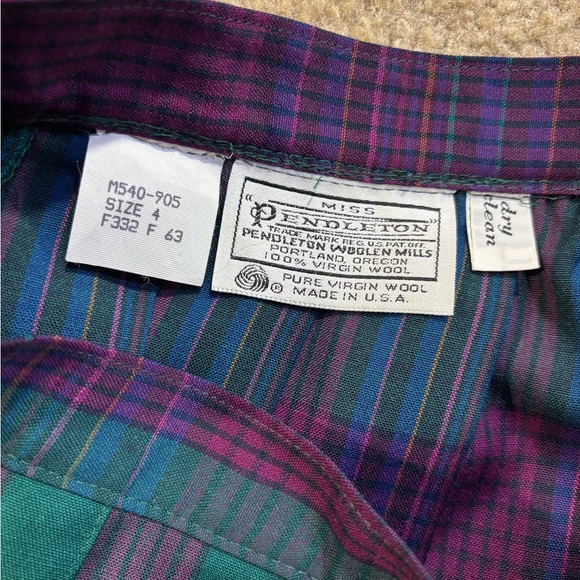 M540-905
SIZE 4
F332 F 63
MISS
"PENDLETON"
TRADE MARK REG. U.S. PAT. OFF.
PENDLETON WOOLEN MILLS
PORTLAND, OREGON
100% VIRGIN WOOL
® PURE VIRGIN WOOL
MADE IN U.S.A.
dry
clean